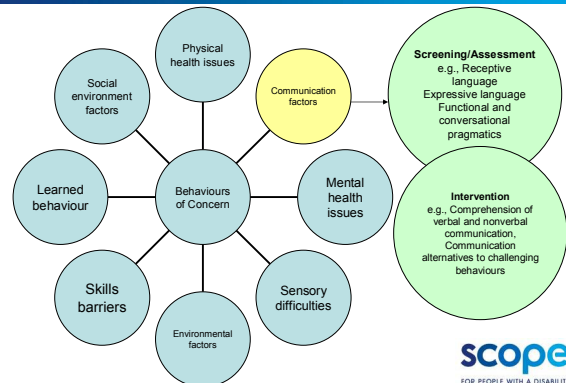 Physical
health issues
Social
environment
factors
Communication
factors
Screening/Assessment
e.g., Receptive
language
Expressive language
Functional and
conversational
pragmatics
Learned
behaviour
Behaviours
of Concern
Mental
health
issues
Intervention
e.g., Comprehension of
verbal and nonverbal
communication,
Communication
alternatives to challenging
behaviours
Skills
barriers
Environmental
factors
Sensory
difficulties
scope
FOR PEOPLE WITH A DISABILITY